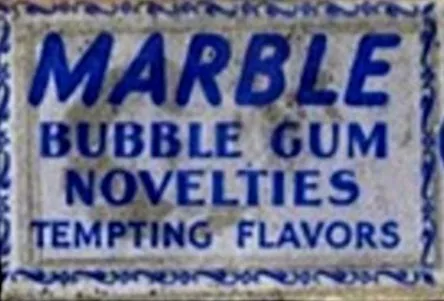 MARBLE
BUBBLE GUM
NOVELTIES
TEMPTING FLAVORS